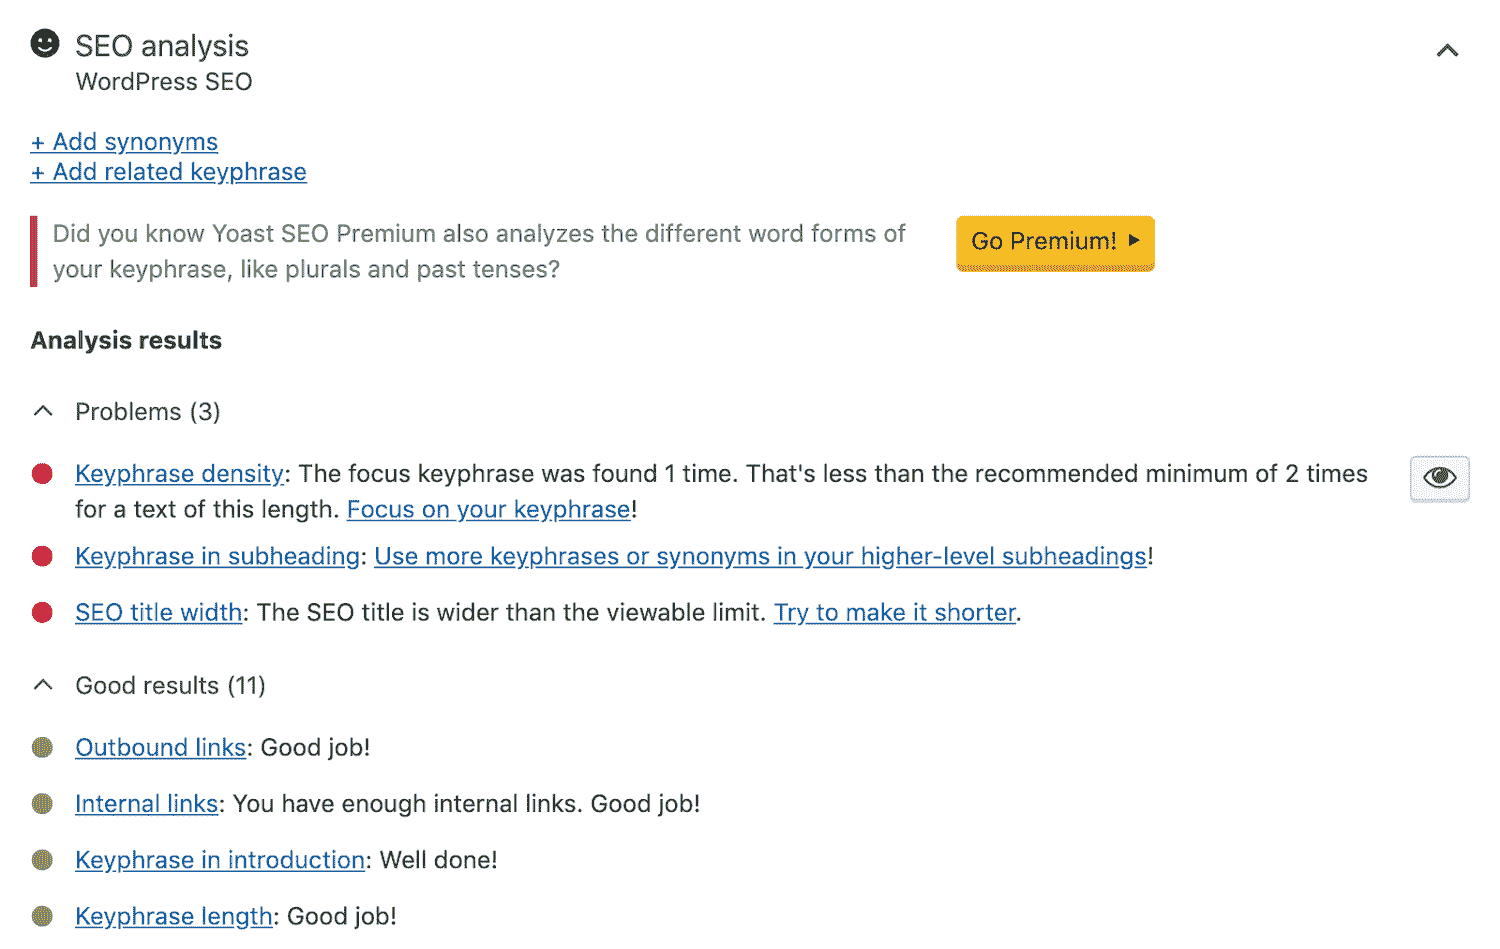 SEO analysis
WordPress SEO
+ Add synonyms
+ Add related keyphrase
Did you know Yoast SEO Premium also analyzes the different word forms of
your keyphrase, like plurals and past tenses?
Go Premium!
Analysis results
Problems (3)
Keyphrase density: The focus keyphrase was found 1 time. That's less than the recommended minimum of 2 times
for a text of this length. Focus on your keyphrase!
Keyphrase in subheading: Use more keyphrases or synonyms in your higher-level subheadings!
SEO title width: The SEO title is wider than the viewable limit. Try to make it shorter.
Good results (11)
Outbound links: Good job!
Internal links: You have enough internal links. Good job!
Keyphrase in introduction: Well done!
Keyphrase length: Good job!